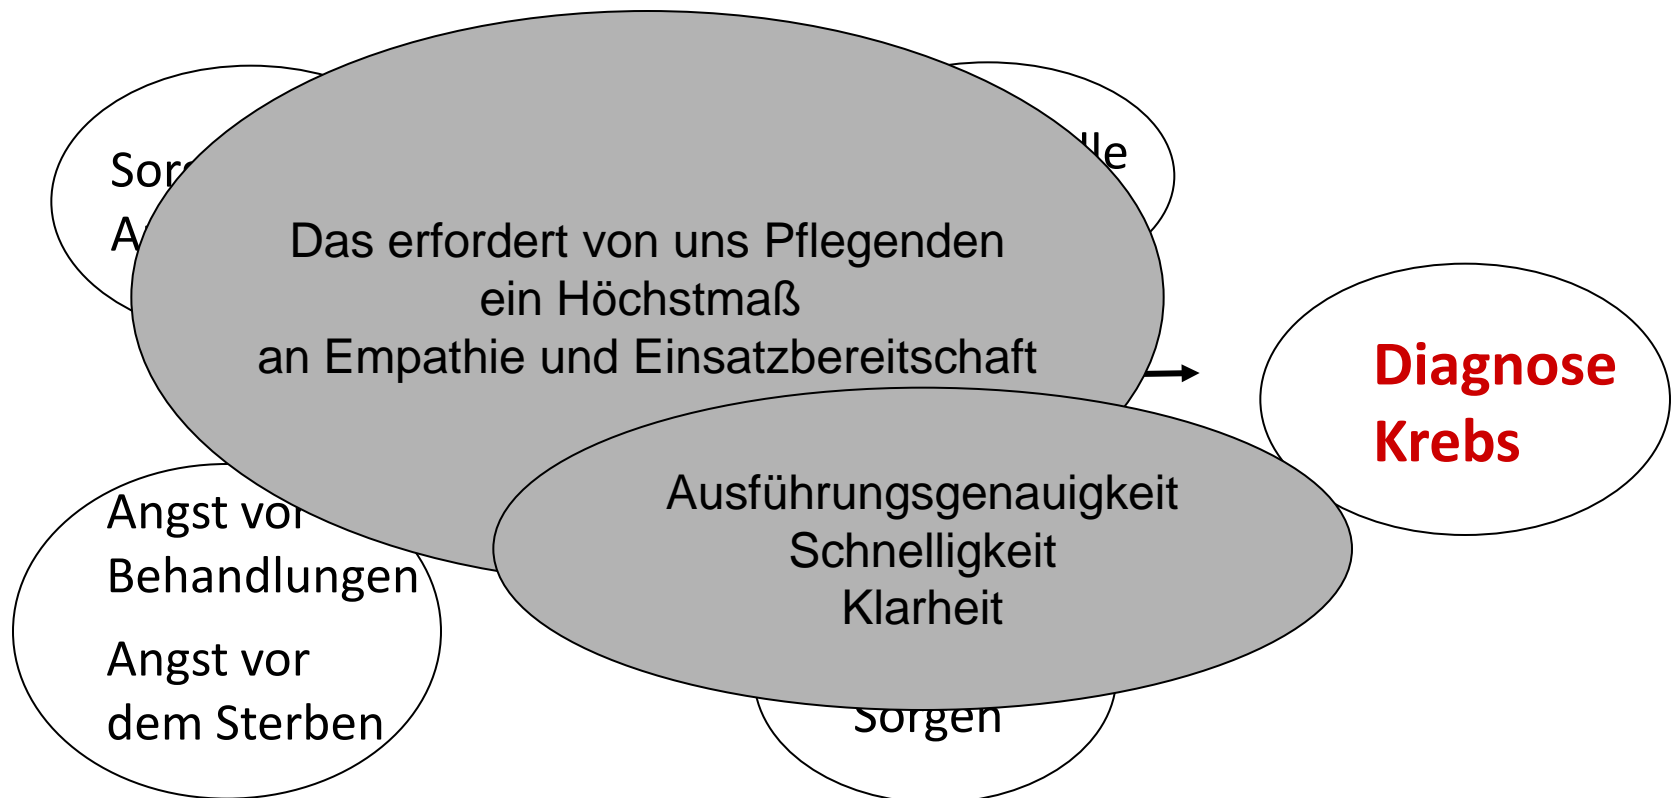 Das erfordert von uns Pflegenden
ein Höchstmaß
an Empathie und Einsatzbereitschaft
Diagnose
Krebs
Ausführungsgenauigkeit
Schnelligkeit
Klarheit
Angst vor
Behandlungen
Angst vor
dem Sterben
Sorgen